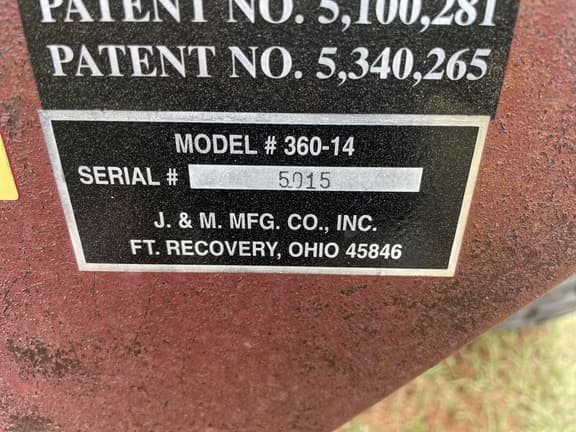 PATENT NO. 5,100,281
PATENT NO. 5,340,265
MODEL # 360-14
SERIAL # 5015
J. & M. MFG. CO., INC.
FT. RECOVERY, OHIO 45846